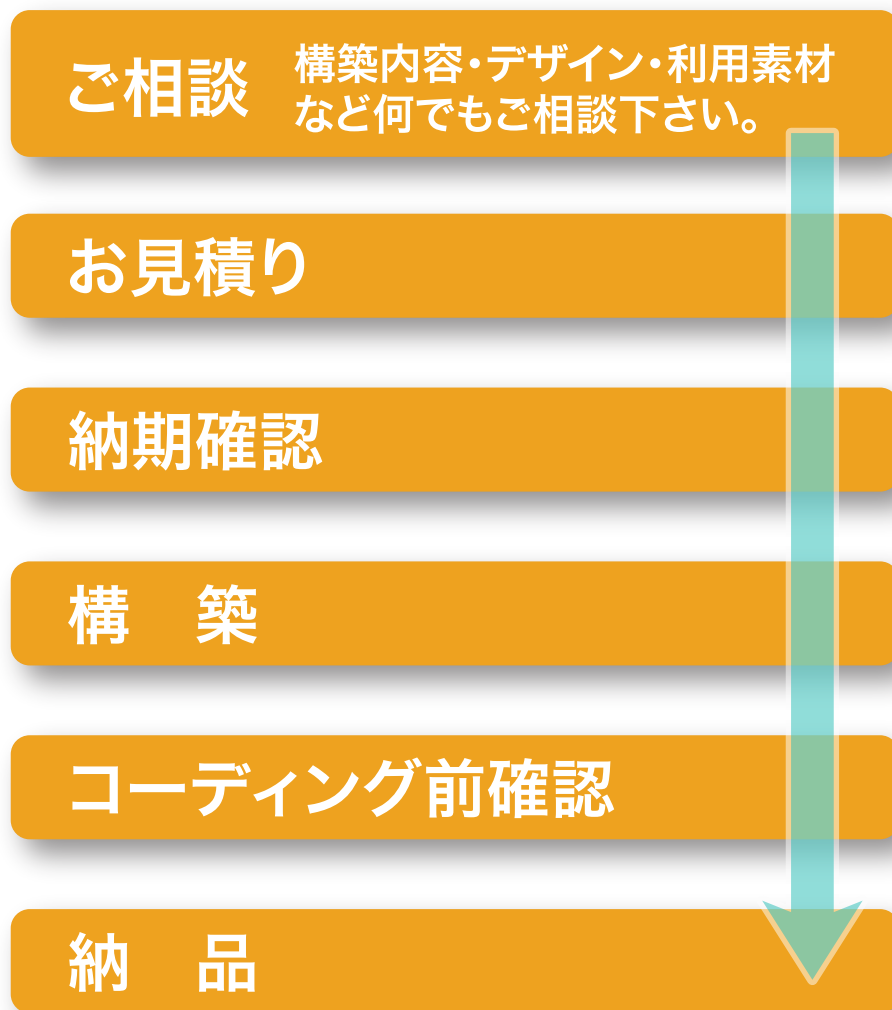 ご相談
構築内容・デザイン・利用素材
など何でもご相談下さい。
お見積り
納期確認
構　築
コーディング前確認
納　品